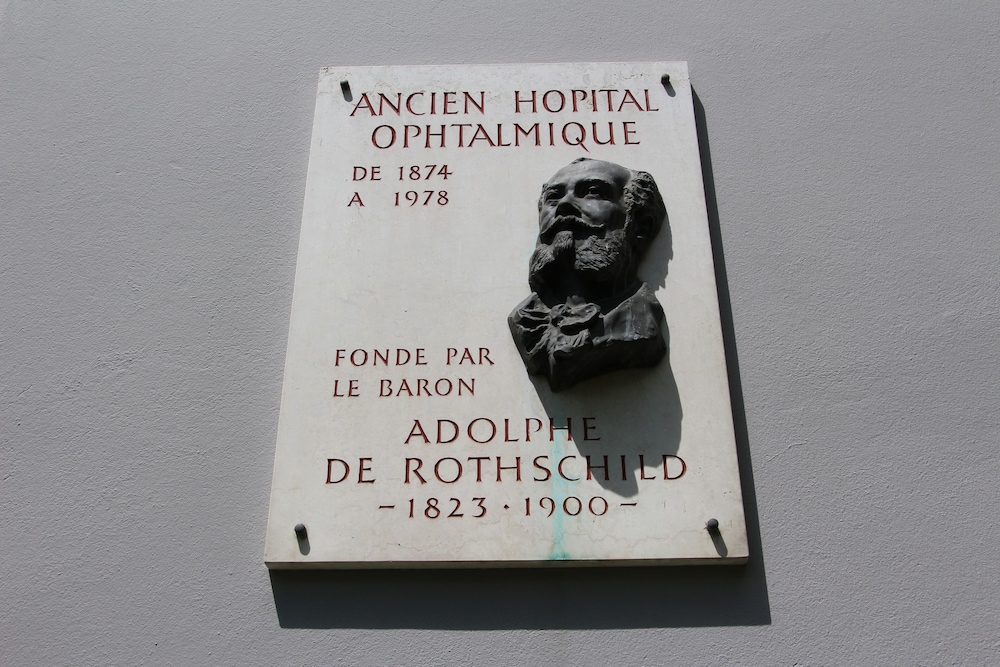 ANCIEN HOPITAL
OPHTALMIQUE
DE 1874
A 1978
FONDE PAR
LE BARON
ADOLPHE
DE ROTHSCHILD
- 1823 · 1900 -